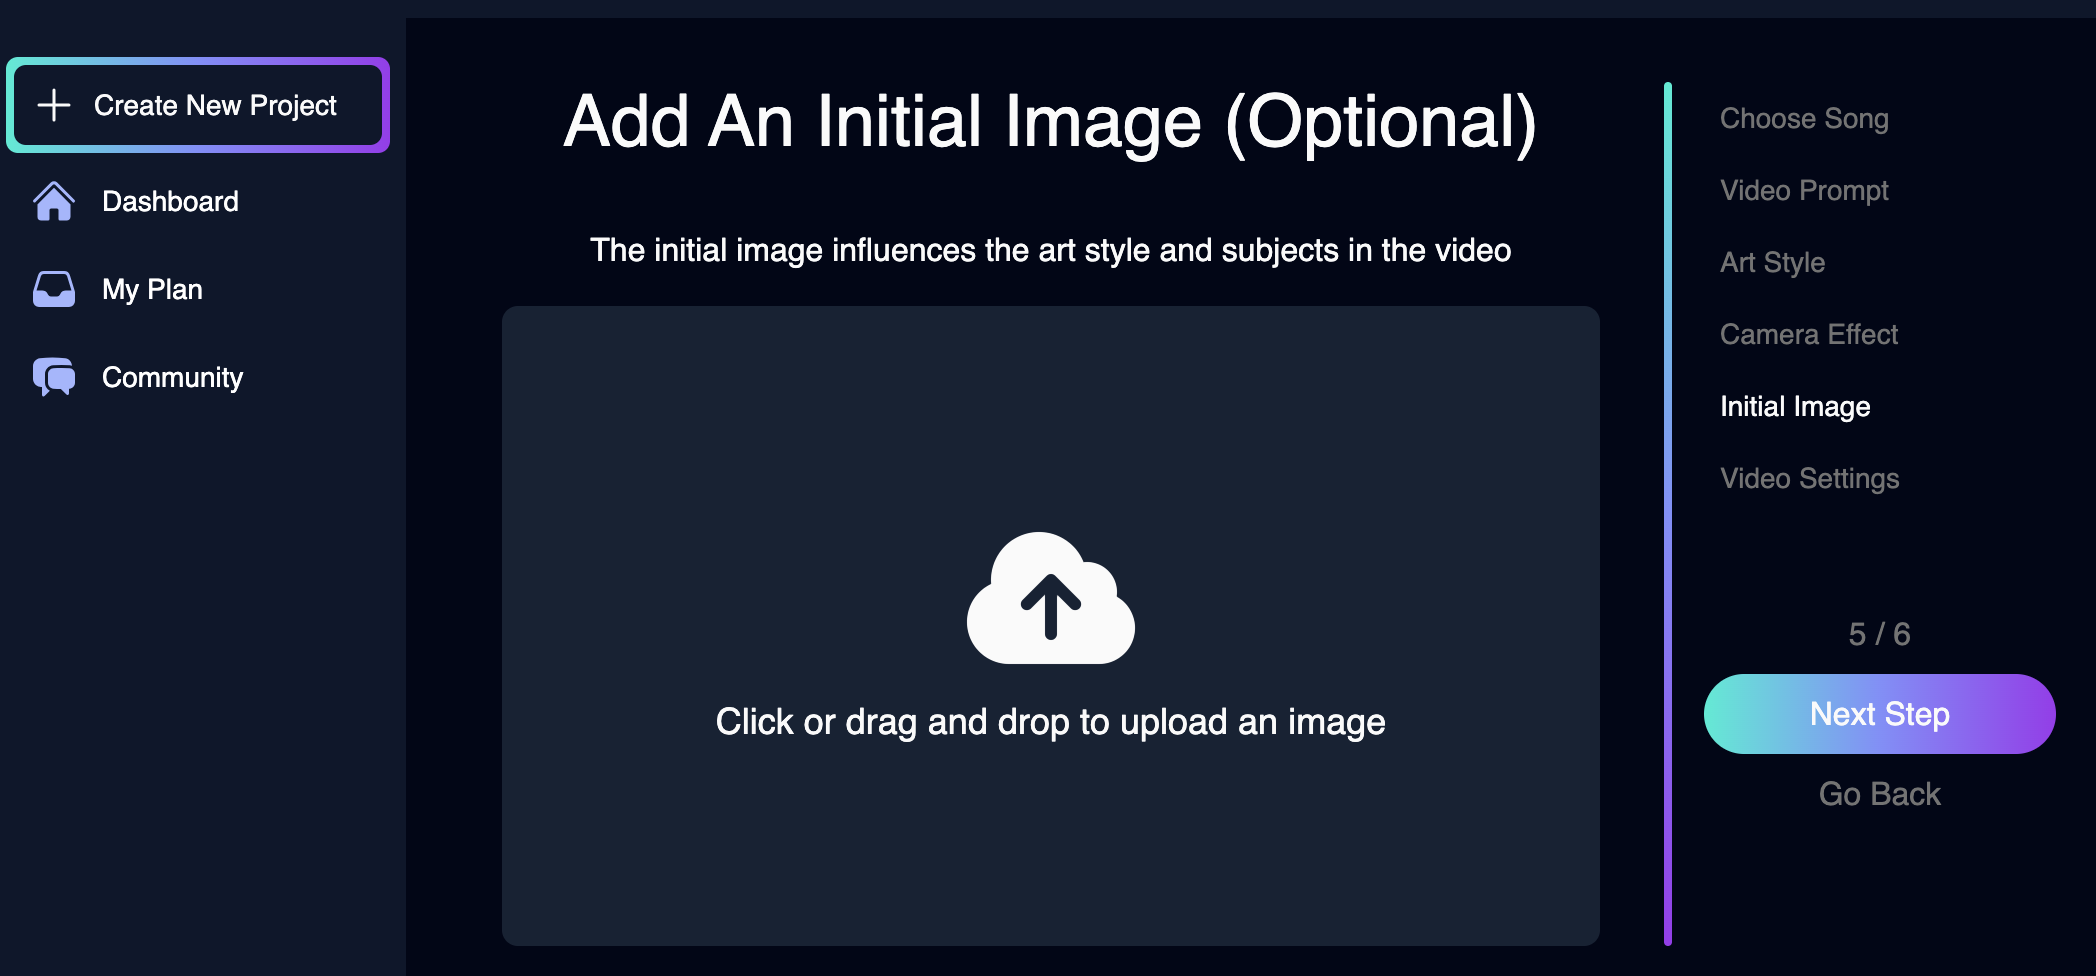 Create New Project
Dashboard
My Plan
Community
Add An Initial Image (Optional)
The initial image influences the art style and subjects in the video
Click or drag and drop to upload an image
Choose Song
Video Prompt
Art Style
Camera Effect
Initial Image
Video Settings
5 / 6
Next Step
Go Back